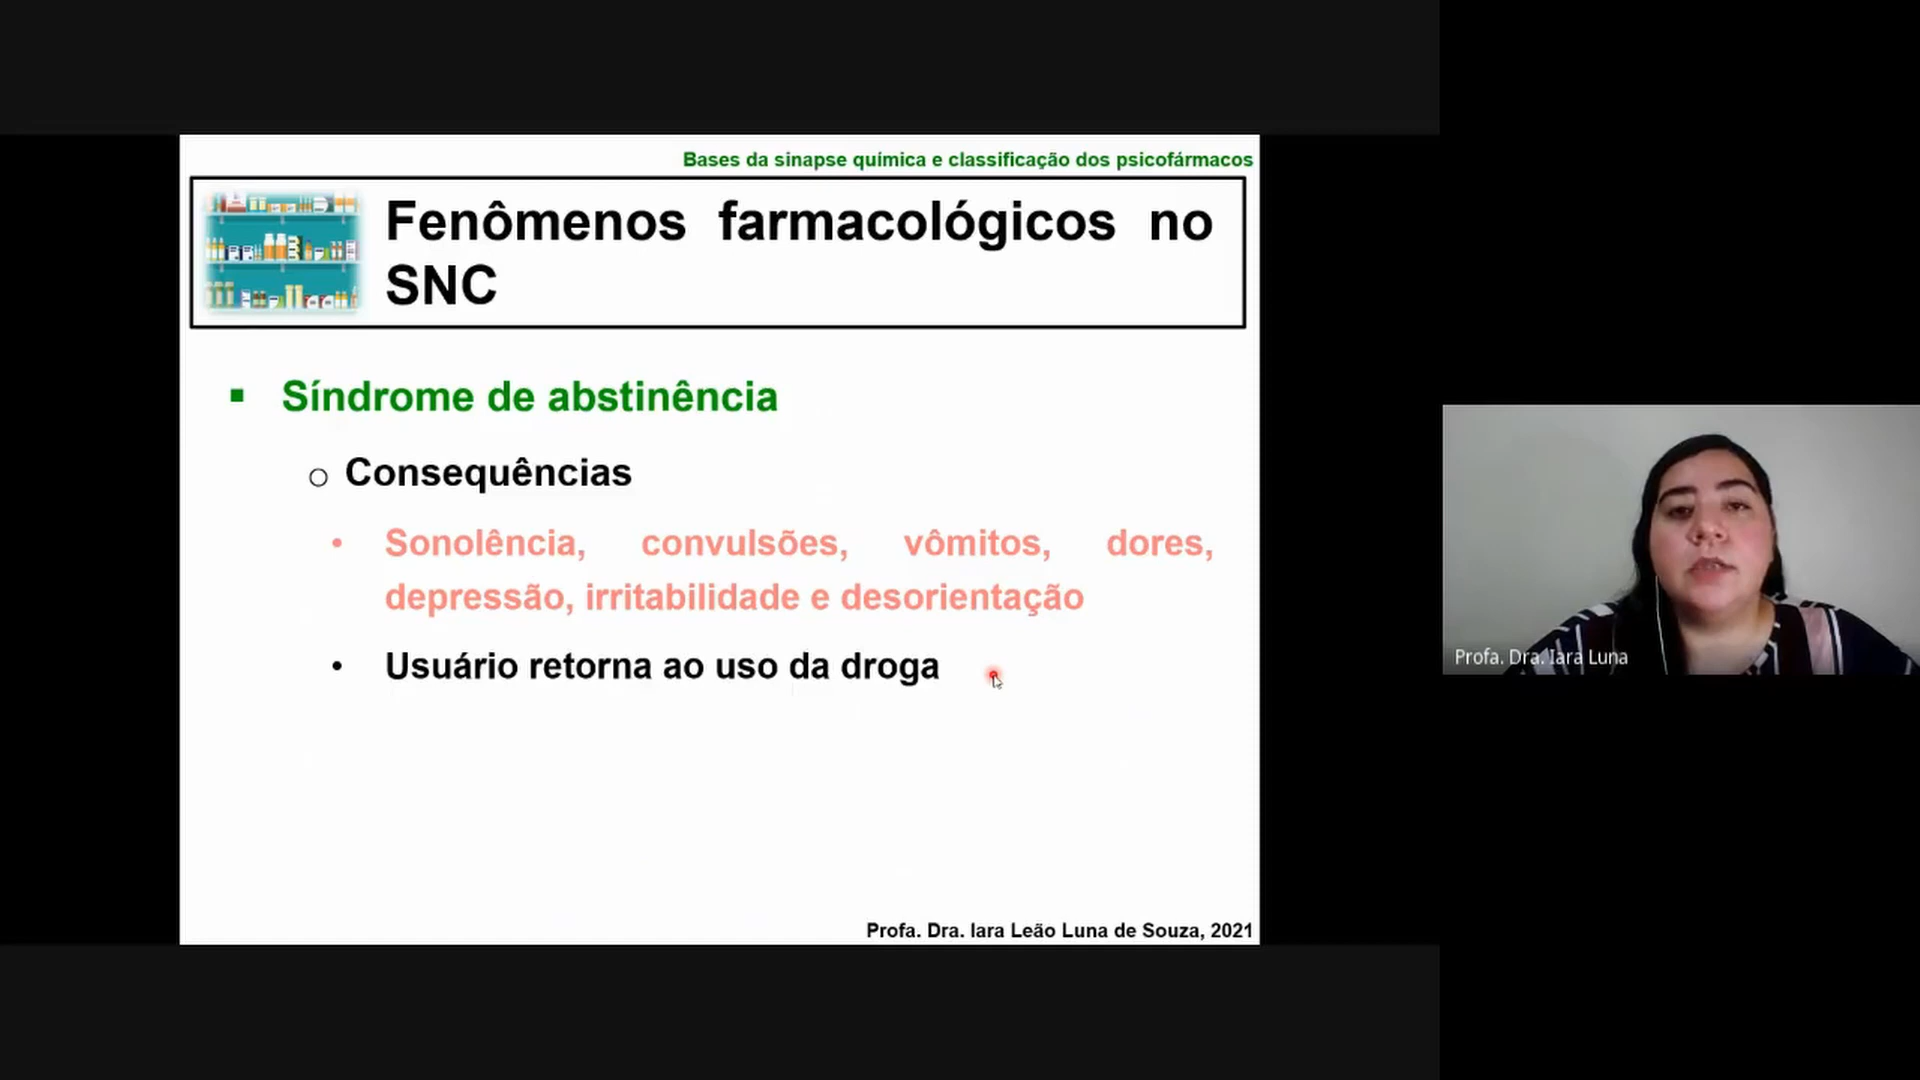 Bases da sinapse química e classificação dos psicofármacos
Fenômenos farmacológicos no
SNC
▪ Síndrome de abstinência
o Consequências
• Sonolência, convulsões, vômitos, dores,
depressão, irritabilidade e desorientação
• Usuário retorna ao uso da droga
Profa. Dra. Iara Leão Luna de Souza, 2021
Profa. Dra. Iara Luna